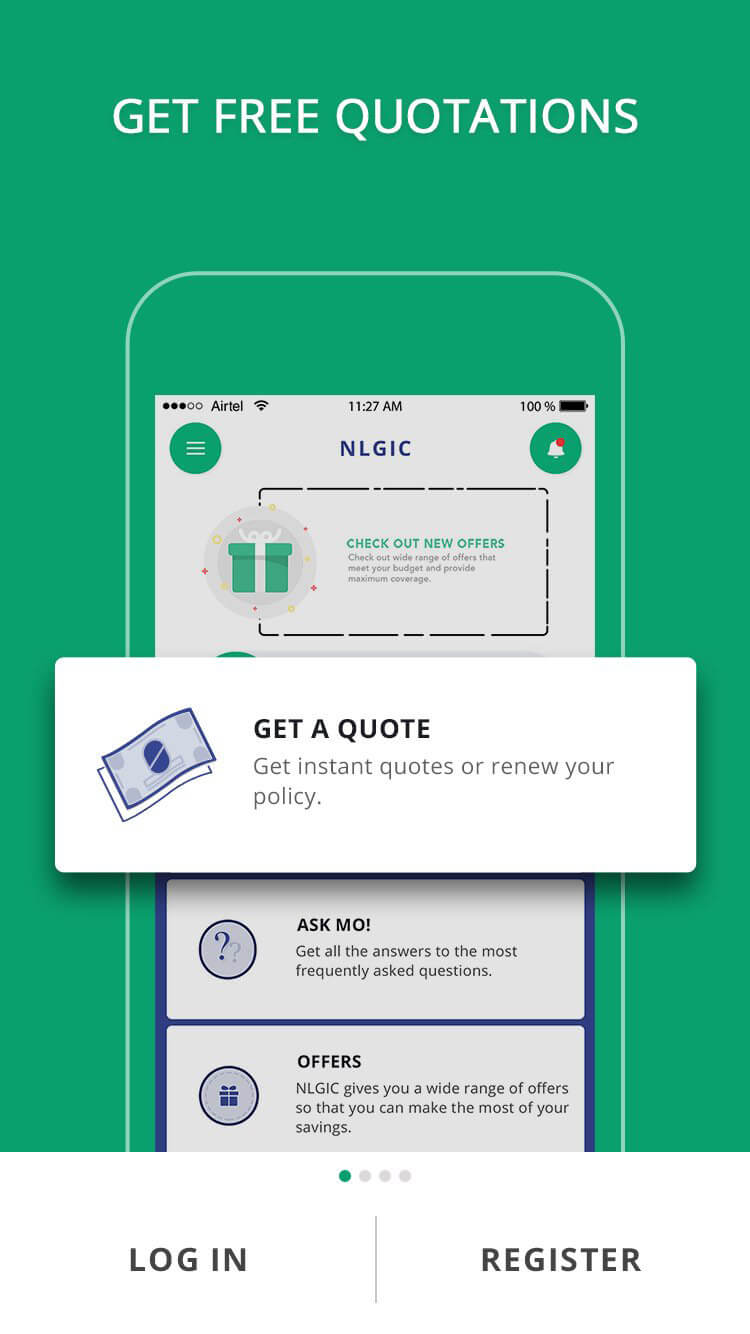 GET FREE QUOTATIONS
Airtel 11:27 AM 100 %
NLGIC
CHECK OUT NEW OFFERS
Check out wide range of offers that
meet your budget and provide
maximum coverage.
GET A QUOTE
Get instant quotes or renew your
policy.
??
ASK MO!
Get all the answers to the most
frequently asked questions.
OFFERS
NLGIC gives you a wide range of offers
so that you can make the most of your
savings.
LOG IN
REGISTER